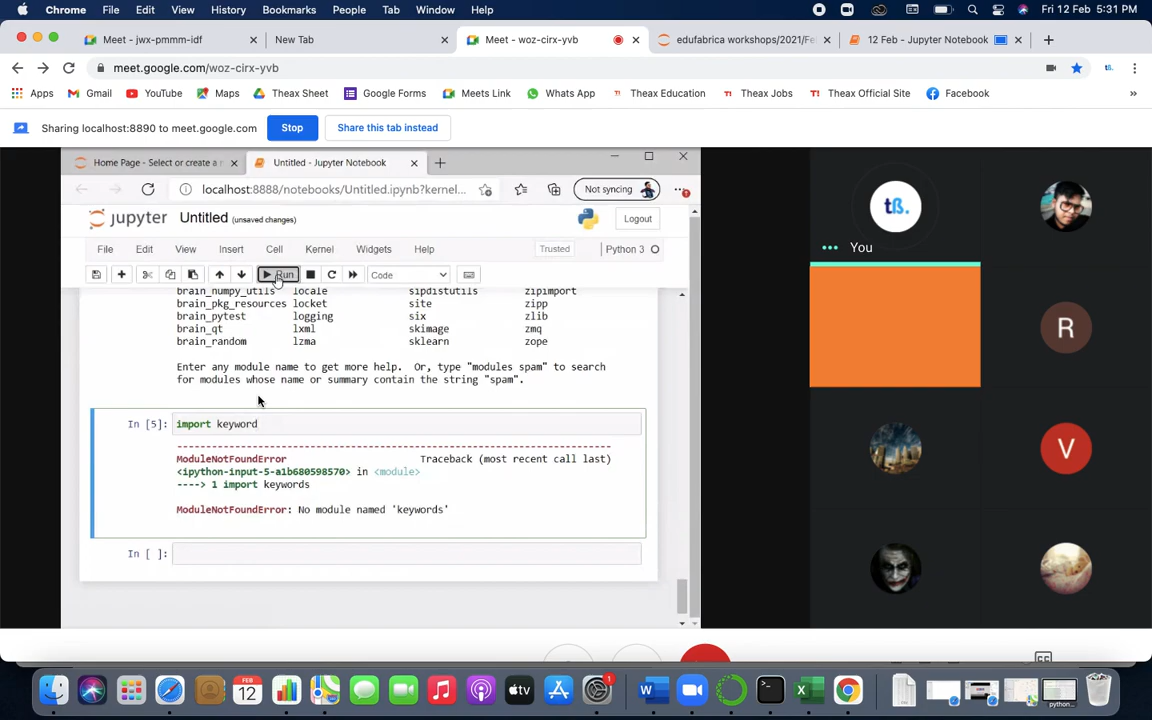 Chrome File Edit View History Bookmarks People Tab Window Help Fri 12 Feb 5:31 PM
Meet - jwx-pmmm-idf New Tab Meet - woz-cirx-yvb edufabrica workshops/2021/Fe 12 Feb - Jupyter Notebook
meet.google.com/woz-cirx-yvb
Apps Gmail YouTube Maps Theax Sheet Google Forms Meets Link Whats App Theax Education Theax Jobs Theax Official Site Facebook
Sharing localhost:8890 to meet.google.com Stop Share this tab instead
Home Page - Select or create a n Untitled - Jupyter Notebook
localhost:8888/notebooks/Untitled.ipynb?kernel... Not syncing
jupyter Untitled (unsaved changes) Logout
File Edit View Insert Cell Kernel Widgets Help Trusted Python 3
Run Code
brain_numpy_utils locale sipdistutils zipimport
brain_pkg_resources locket site zipp
brain_pytest logging six zlib
brain_qt lxml skimage zmq
brain_random lzma sklearn zope
Enter any module name to get more help. Or, type "modules spam" to search
for modules whose name or summary contain the string "spam".
In [5]: import keyword
ModuleNotFoundError Traceback (most recent call last)
<ipython-input-5-a1b680598570> in <module>
----> 1 import keywords
ModuleNotFoundError: No module named 'keywords'
In [ ]:
tß.
You
R
V
FEB
12
tv
1
python...